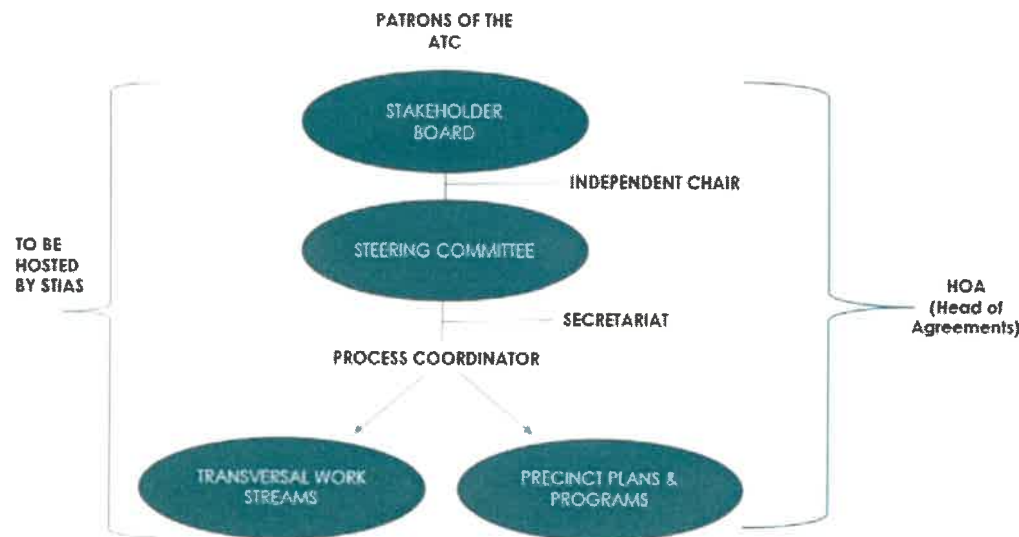 PATRONS OF THE
ATC
STAKEHOLDER
BOARD
INDEPENDENT CHAIR
STEERING COMMITTEE
TO BE
HOSTED
BY STIAS
HOA
(Head of
Agreements)
SECRETARIAT
PROCESS COORDINATOR
TRANSVERSAL WORK
STREAMS
PRECINCT PLANS &
PROGRAMS